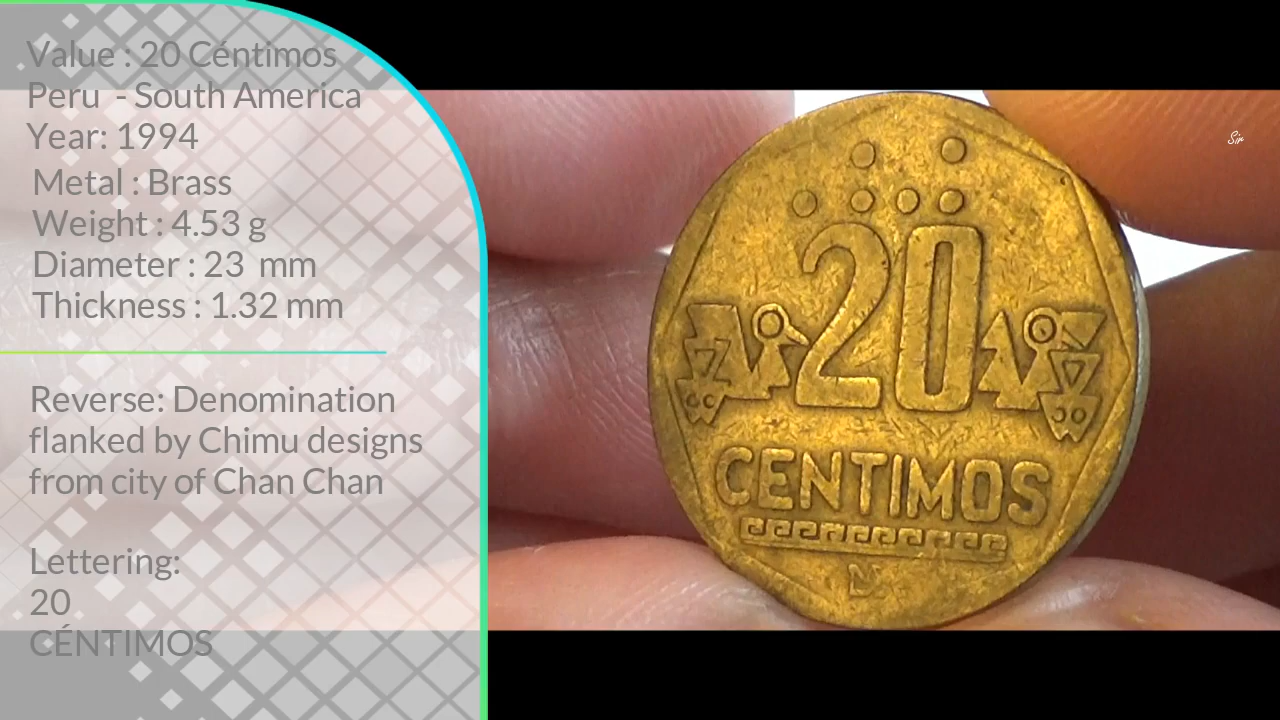 Value : 20 Céntimos
Peru - South America
Year: 1994
Metal : Brass
Weight : 4.53 g
Diameter : 23 mm
Thickness : 1.32 mm
Reverse: Denomination
flanked by Chimu designs
from city of Chan Chan
Lettering:
20
CÉNTIMOS
Sir
20
CENTIMOS